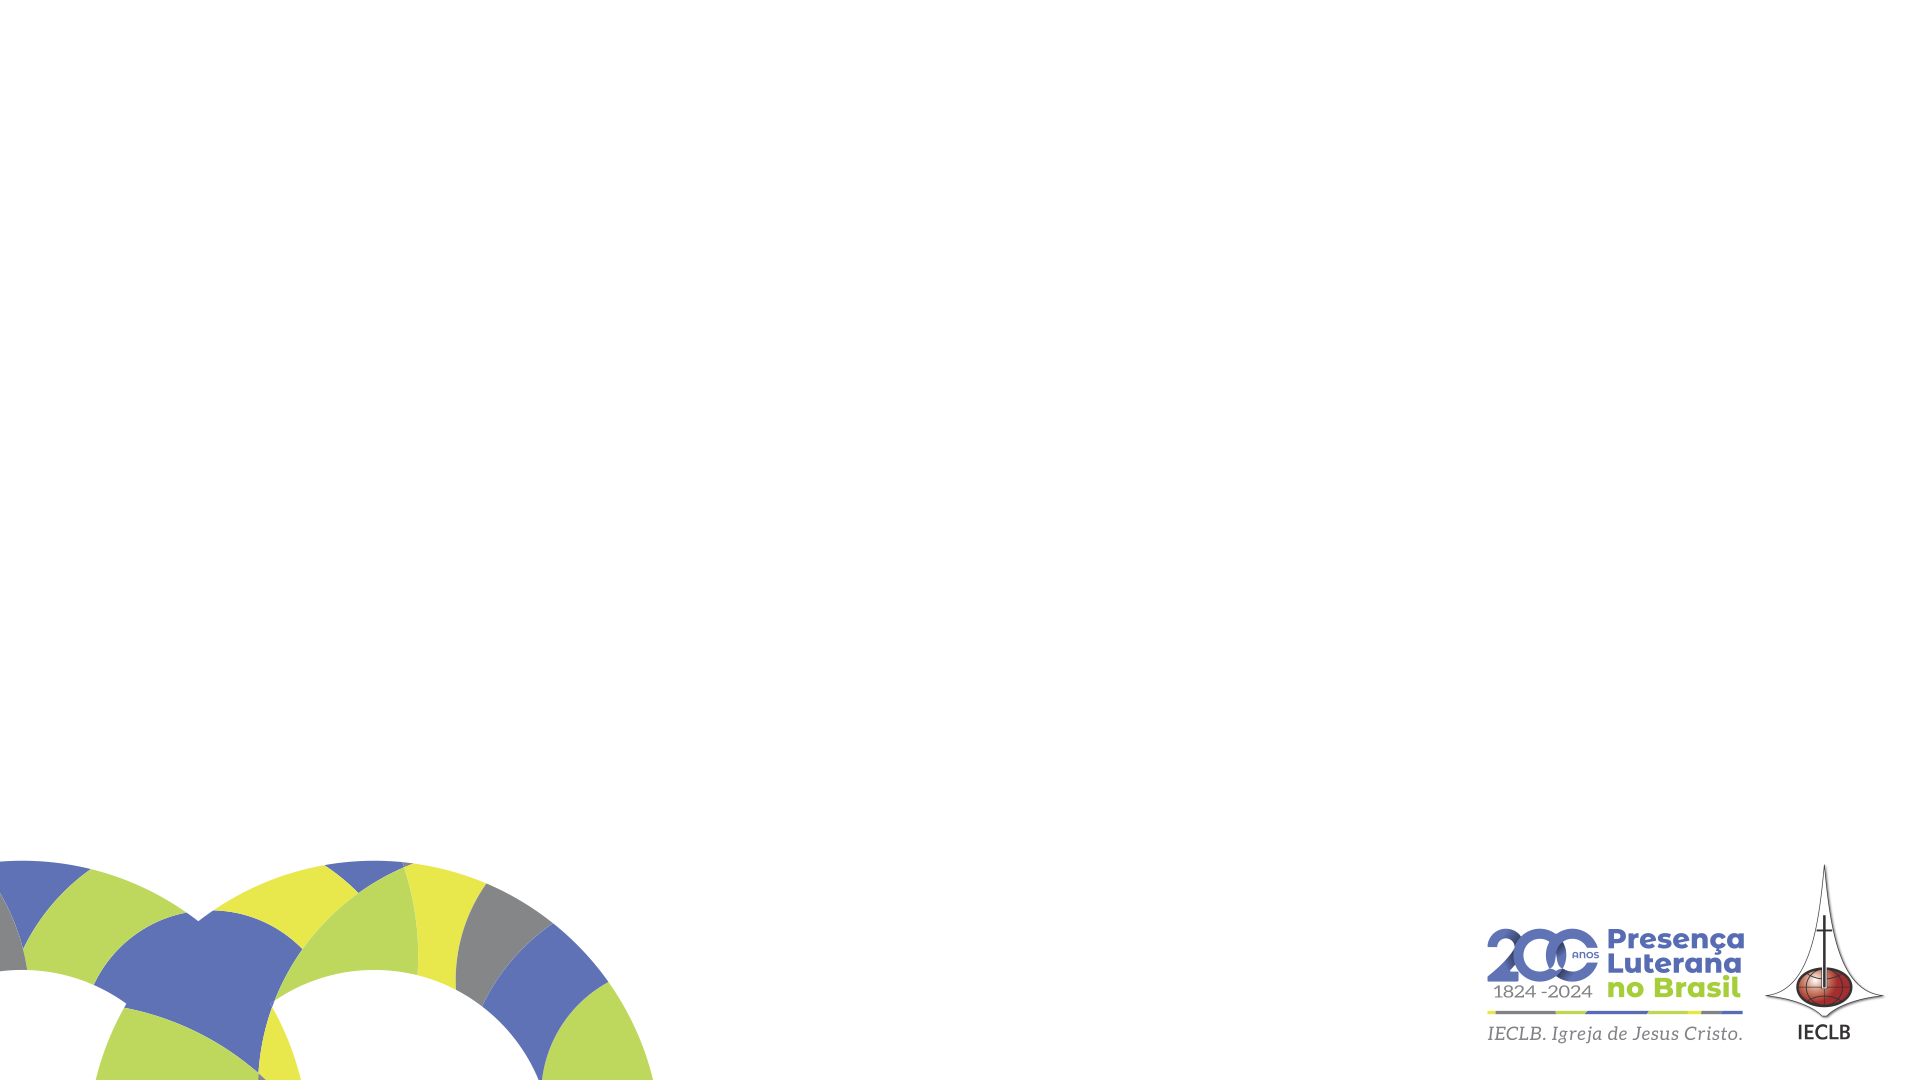 200 ANOS
1824 -2024
Presença
Luterana
no Brasil
IECLB. Igreja de Jesus Cristo.
IECLB